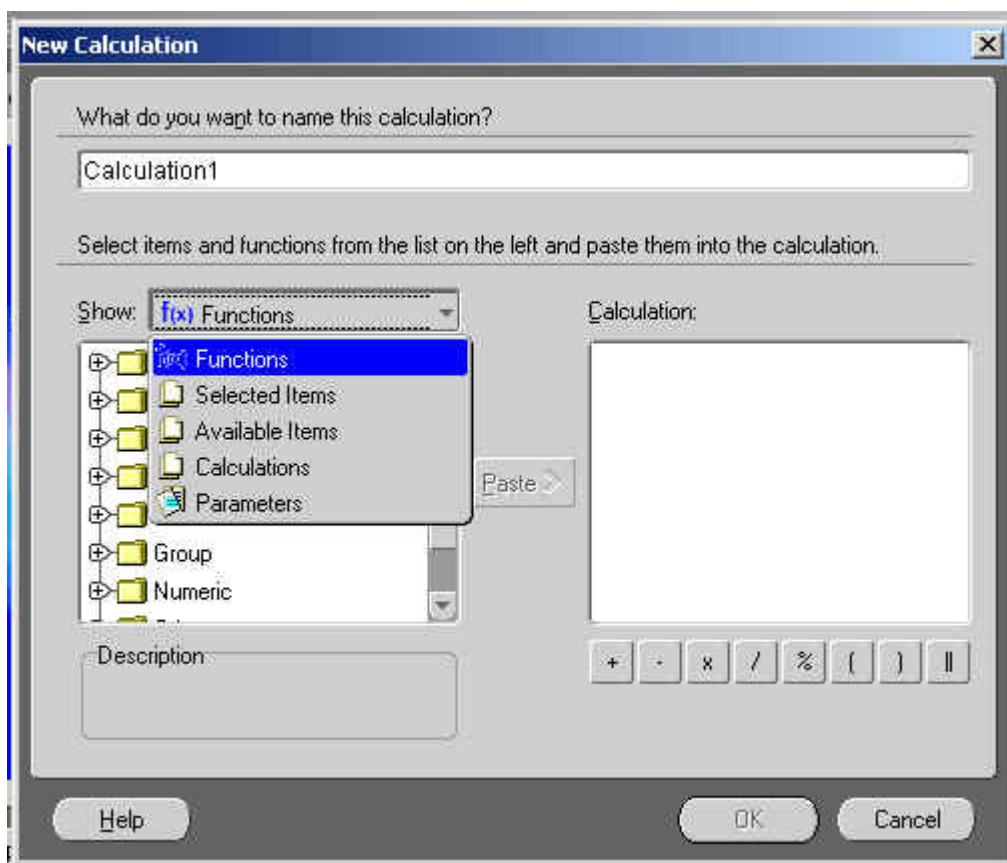 New Calculation
What do you want to name this calculation?
Calculation1
Select items and functions from the list on the left and paste them into the calculation.
Show: f(x) Functions
Calculation:
Functions
Selected Items
Available Items
Calculations
Parameters
Paste >
Group
Numeric
Description
+ - x / % ( ) ||
Help OK Cancel